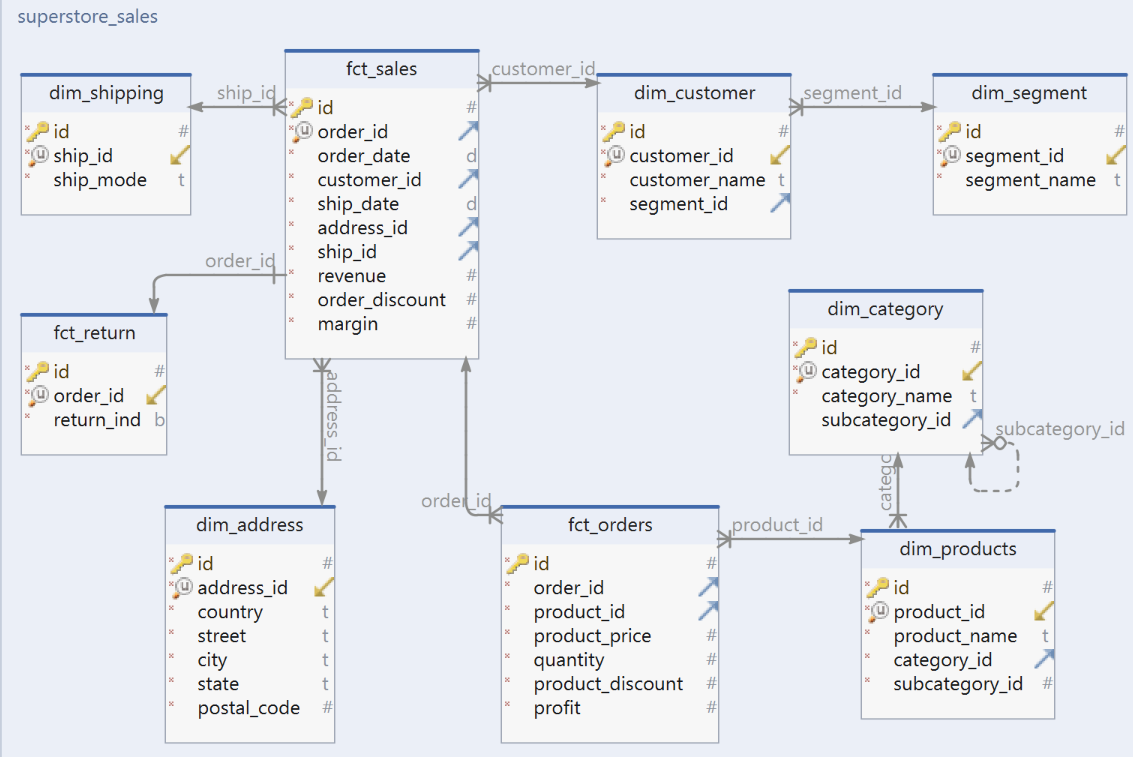 superstore_sales
dim_shipping
id #
ship_id
ship_mode t
ship_id
fct_sales
id #
order_id
order_date d
customer_id
ship_date d
address_id
ship_id
revenue #
order_discount #
margin #
customer_id
dim_customer
id #
customer_id
customer_name t
segment_id
segment_id
dim_segment
id #
segment_id
segment_name t
order_id
fct_return
id #
order_id
return_ind b
address_id
dim_address
id #
address_id
country t
street t
city t
state t
postal_code #
order_id
fct_orders
id #
order_id
product_id
product_price #
quantity #
product_discount #
profit #
product_id
dim_category
id #
category_id
category_name t
subcategory_id
subcategory_id
categc
dim_products
id #
product_id
product_name t
category_id
subcategory_id #